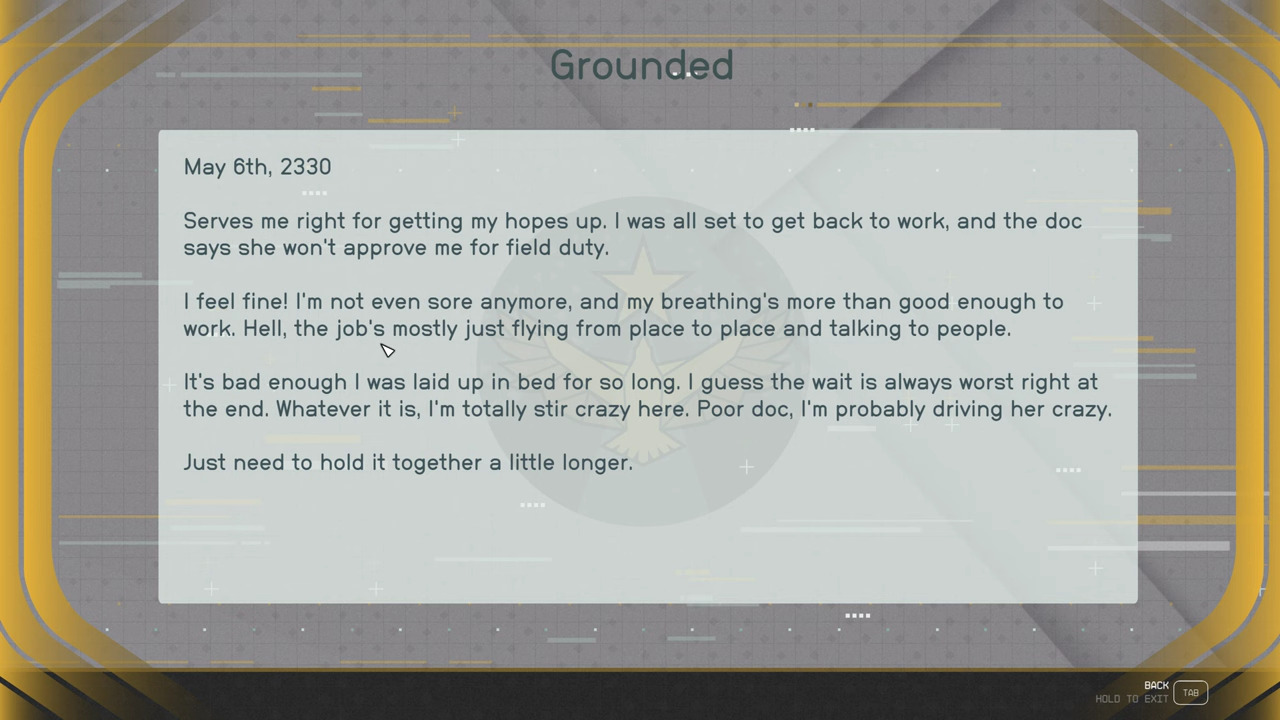 Grounded
May 6th, 2330
Serves me right for getting my hopes up. I was all set to get back to work, and the doc
says she won't approve me for field duty.
I feel fine! I'm not even sore anymore, and my breathing's more than good enough to
work. Hell, the job's mostly just flying from place to place and talking to people.
It's bad enough I was laid up in bed for so long. I guess the wait is always worst right at
the end. Whatever it is, I'm totally stir crazy here. Poor doc, I'm probably driving her crazy.
Just need to hold it together a little longer.
BACK
HOLD TO EXIT TAB